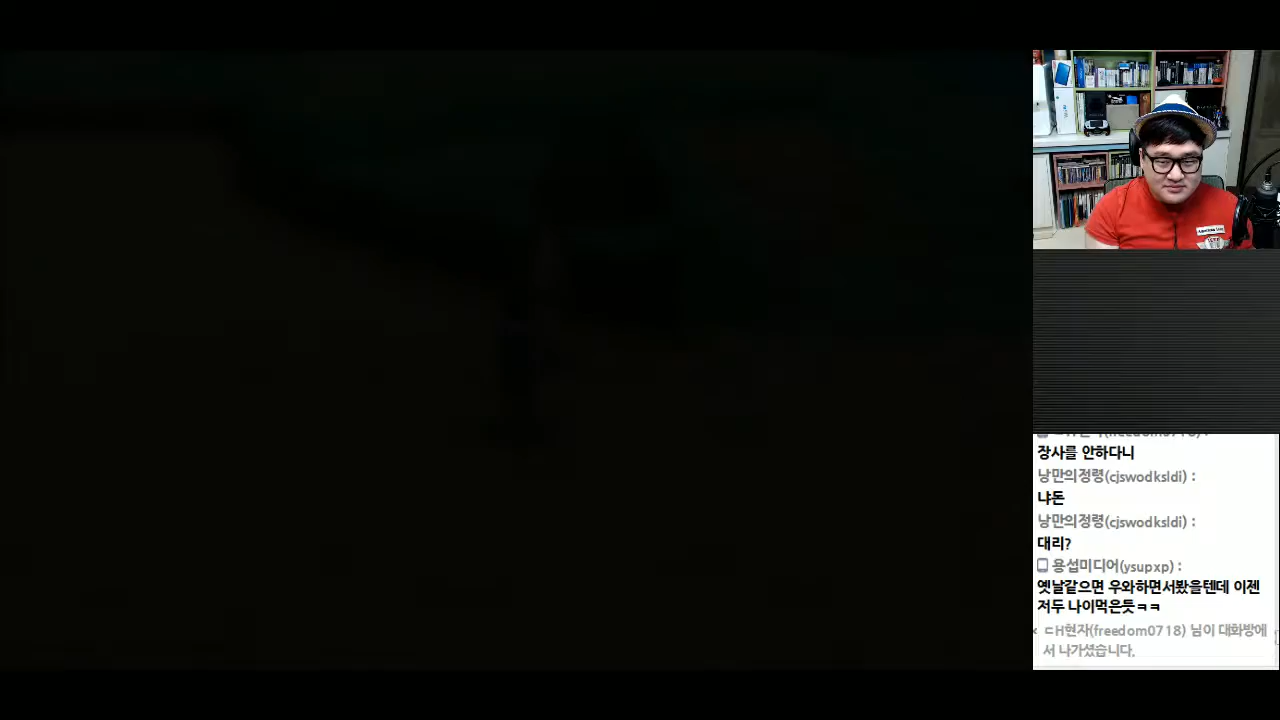 장사를 안하다니
낭만의정령(cjswodksldi) :
냐돈
낭만의정령(cjswodksldi) :
대리?
용섭미디어(ysupxp) :
옛날같으면 우와하면서봤을텐데 이젠
저두 나이먹은듯ㅋㅋ
ㄷH현자(freedom0718) 님이 대화방에
서 나가셨습니다.